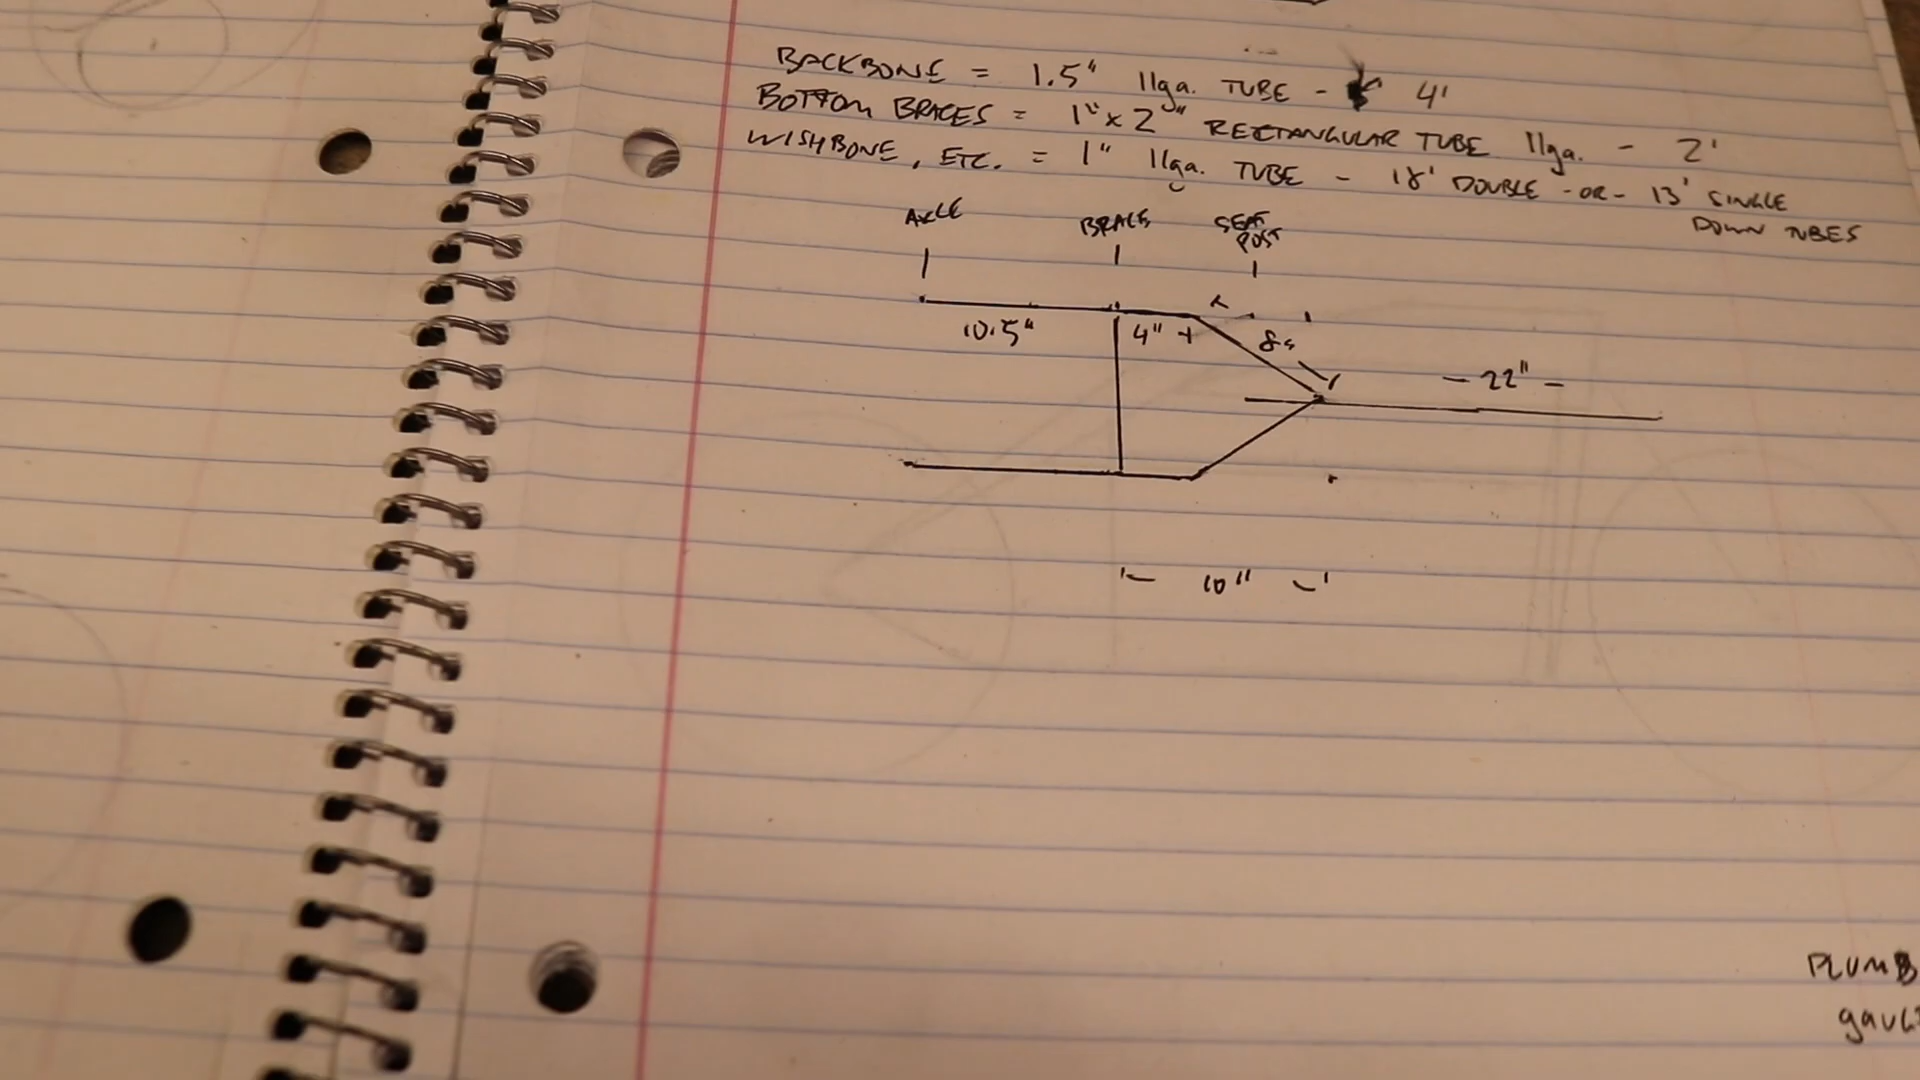 BACKBONE = 1.5" 11ga. TUBE - 4'
BOTTOM BRACES = 1" x 2" RECTANGULAR TUBE 11ga. - 2'
WISHBONE, ETC. = 1" 11ga. TUBE - 18' DOUBLE -OR- 13' SINGLE
DOWN TUBES
AXLE BRACE SEAT
POST
10.5" 4" 8"
- 22" -
10"
PLUMB